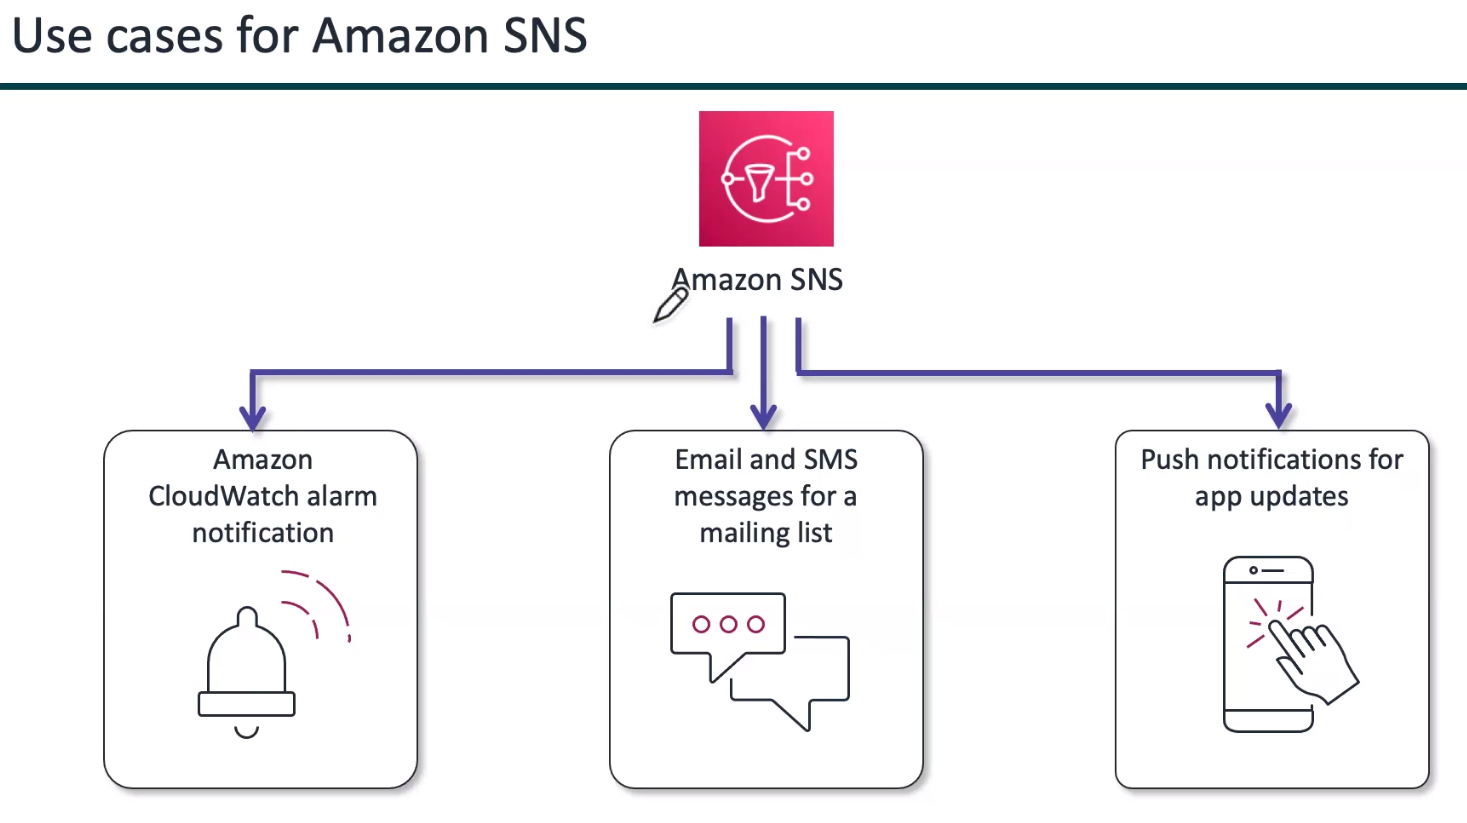 Use cases for Amazon SNS
Amazon SNS
Amazon
CloudWatch alarm
notification
Email and SMS
messages for a
mailing list
Push notifications for
app updates